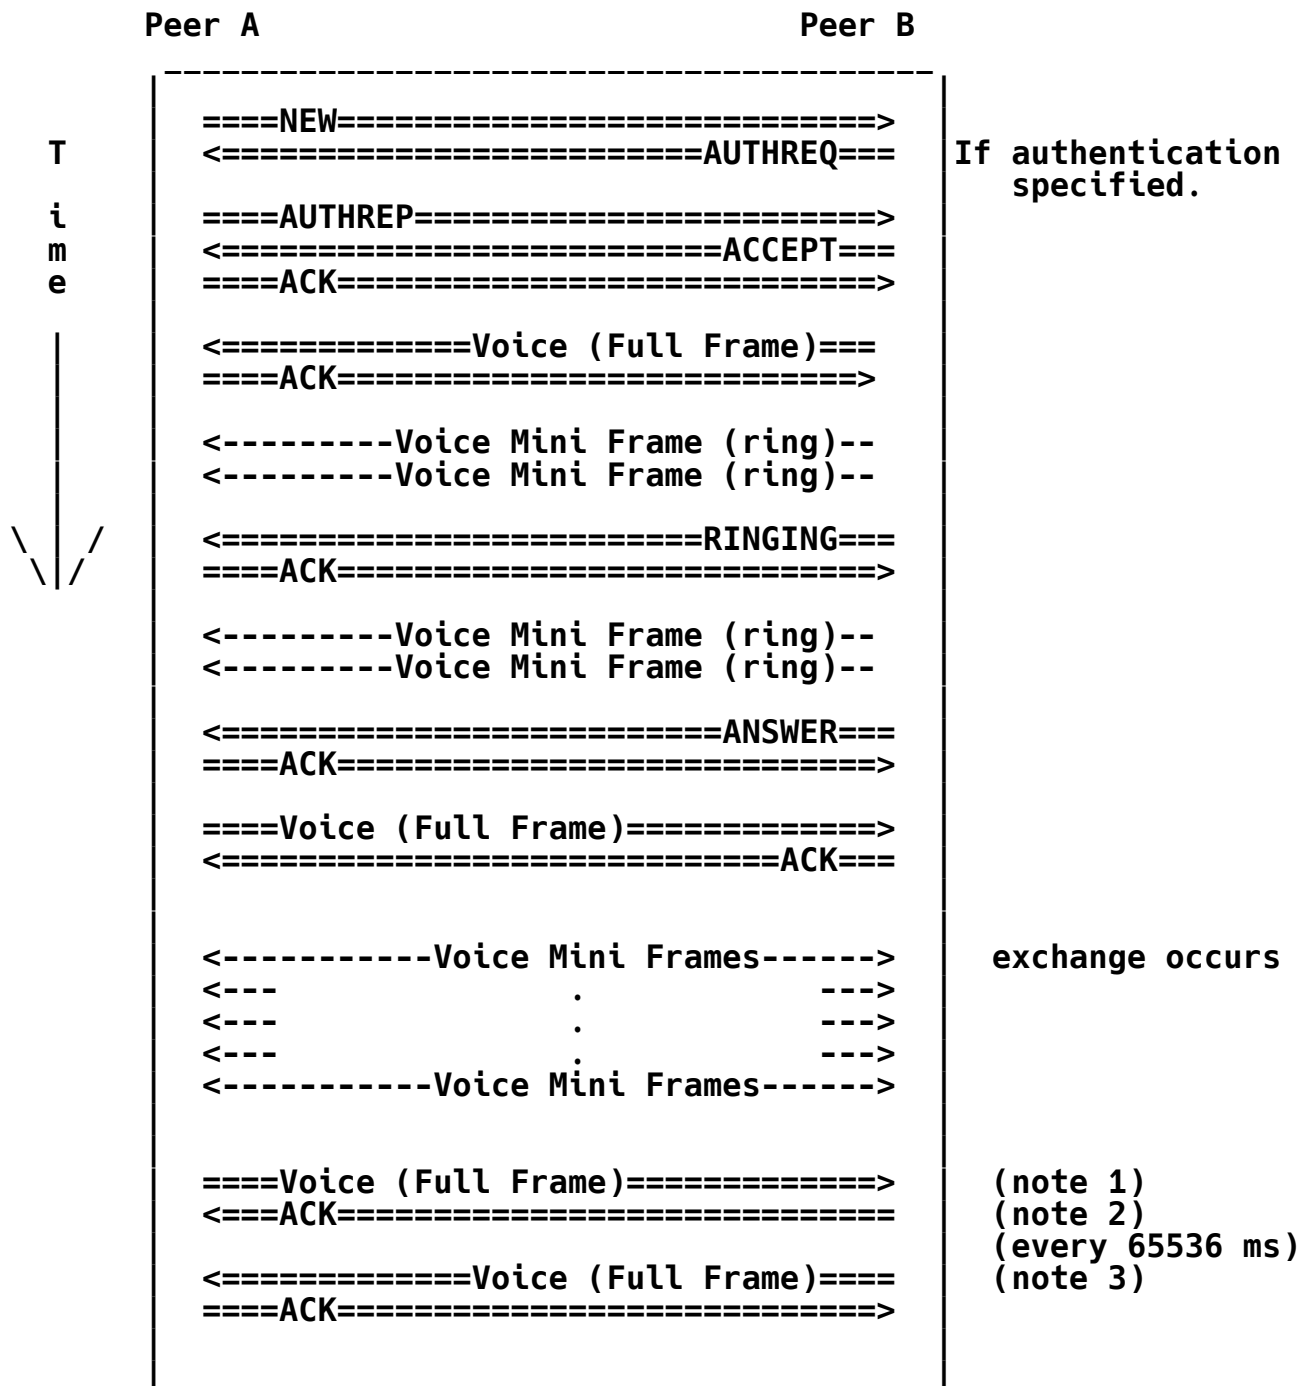 Peer A                            Peer B
====NEW============================>
T <=========================AUTHREQ=== If authentication
specified.
i ====AUTHREP========================>
m <==========================ACCEPT===
e ====ACK============================>
<=============Voice (Full Frame)===
====ACK===========================>
<---------Voice Mini Frame (ring)--
<---------Voice Mini Frame (ring)--
\ | / <=========================RINGING===
\|/ ====ACK============================>
<---------Voice Mini Frame (ring)--
<---------Voice Mini Frame (ring)--
<==========================ANSWER===
====ACK============================>
====Voice (Full Frame)=============>
<=============================ACK===
<-----------Voice Mini Frames------> exchange occurs
<---               .            --->
<---               .            --->
<---               .            --->
<-----------Voice Mini Frames------>
====Voice (Full Frame)=============> (note 1)
<===ACK============================= (note 2)
(every 65536 ms)
<=============Voice (Full Frame)==== (note 3)
====ACK============================>